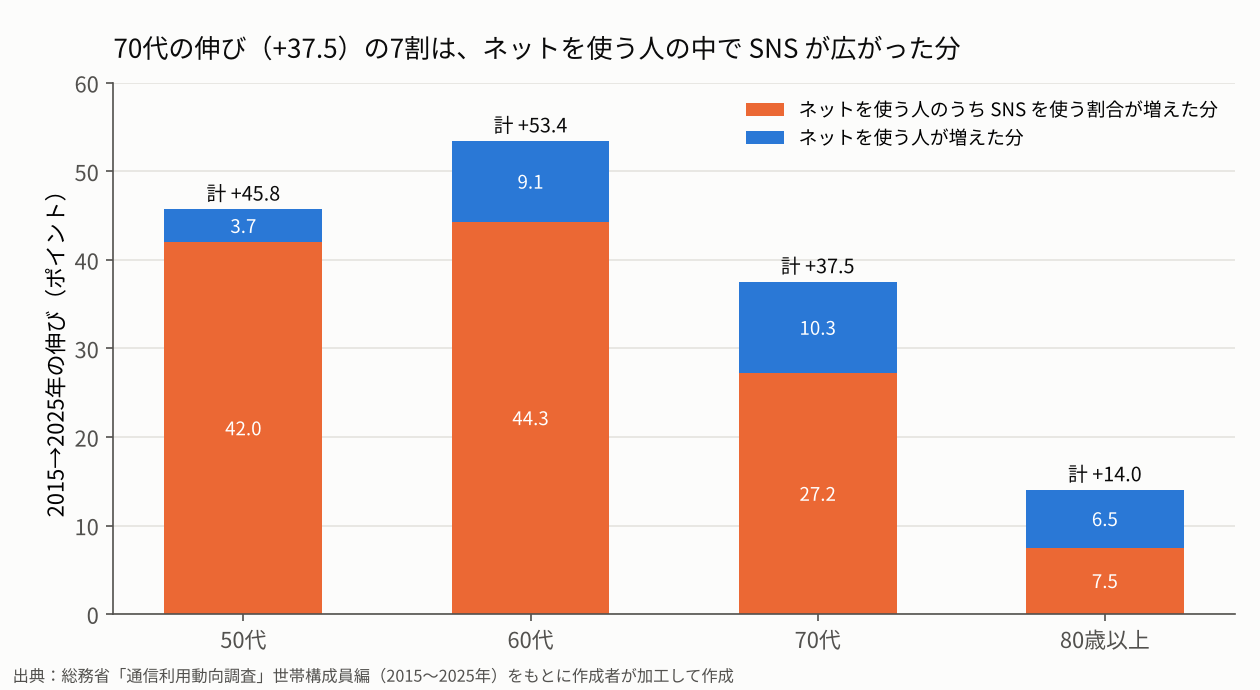 70代の伸び（+37.5）の7割は、ネットを使う人の中で SNS が広がった分
ネットを使う人のうち SNS を使う割合が増えた分
ネットを使う人が増えた分
2015→2025年の伸び（ポイント）
60
50
40
30
20
10
0
計 +45.8
3.7
42.0
計 +53.4
9.1
44.3
計 +37.5
10.3
27.2
計 +14.0
6.5
7.5
50代
60代
70代
80歳以上
出典：総務省「通信利用動向調査」世帯構成員編（2015～2025年）をもとに作成者が加工して作成